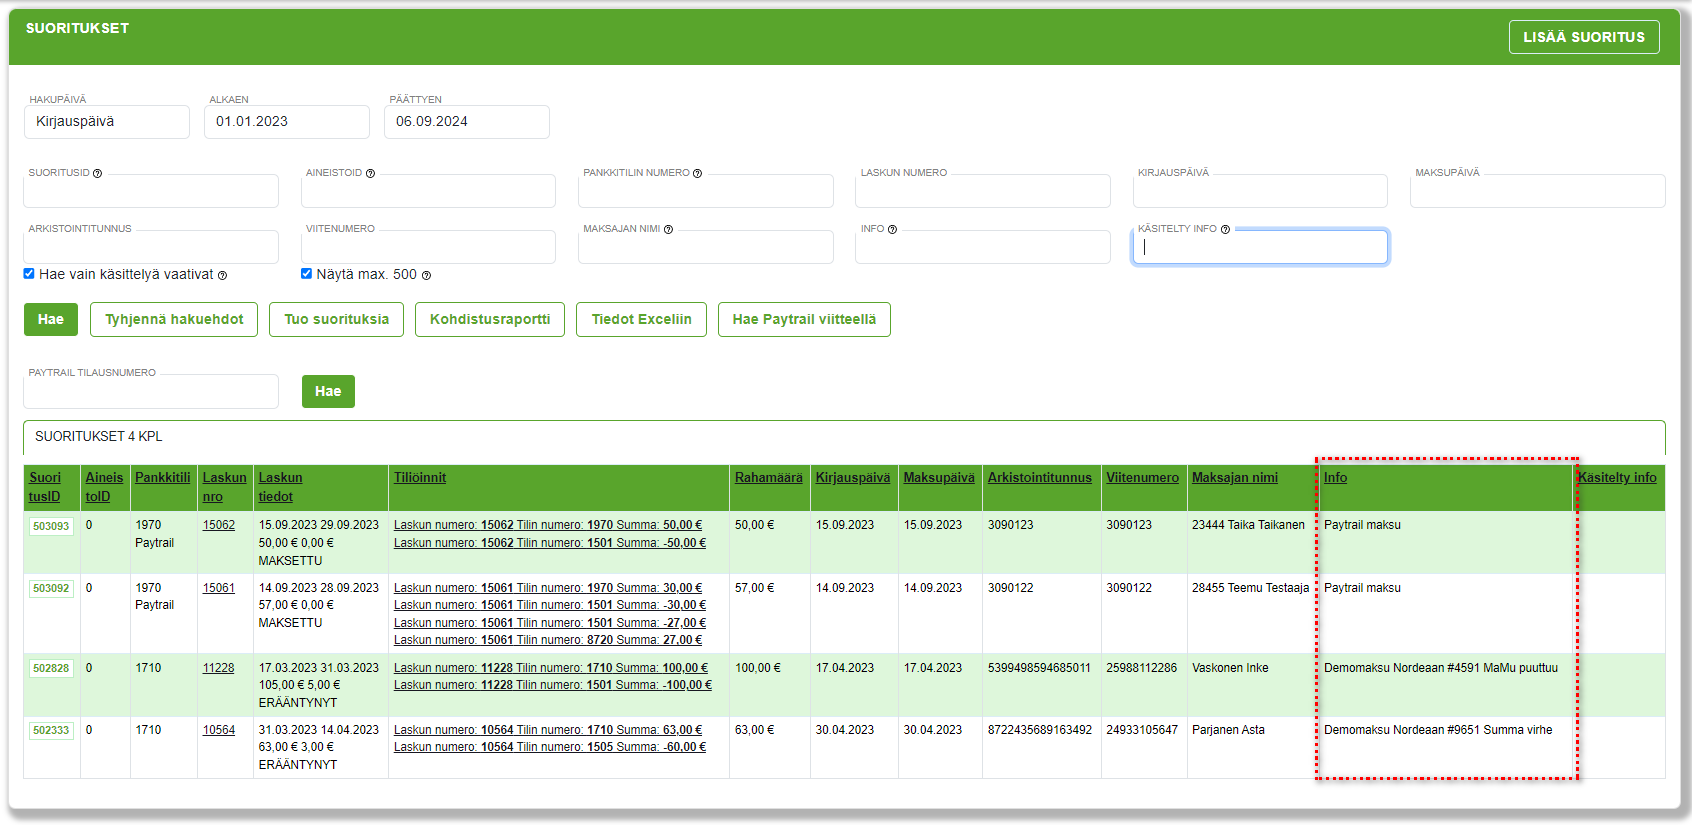 SUORITUKSET
LISÄÄ SUORITUS
HAKUPÄIVÄ ALKAEN PÄÄTTYEN
Kirjauspäivä 01.01.2023 06.09.2024
SUORITUSID AINEISTOID PANKKITILIN NUMERO LASKUN NUMERO KIRJAUSPÄIVÄ MAKSUPÄIVÄ
ARKISTOINTITUNNUS VIITENUMERO MAKSAJAN NIMI INFO KÄSITELTY INFO
Hae vain käsittelyä vaativat Näytä max. 500
Hae Tyhjennä hakuehdot Tuo suorituksia Kohdistusraportti Tiedot Exceliin Hae Paytrail viitteellä
PAYTRAIL TILAUSNUMERO
Hae
SUORITUKSET 4 KPL
Suori Aineis Pankkitili Laskun Laskun Tiliöinnit Rahamäärä Kirjauspäivä Maksupäivä Arkistointitunnus Viitenumero Maksajan nimi Info Käsitelty info
tusID toID nro tiedot
503093 0 1970 15062 15.09.2023 29.09.2023 Laskun numero: 15062 Tilin numero: 1970 Summa: 50,00 € 50,00 € 15.09.2023 15.09.2023 3090123 3090123 23444 Taika Taikanen Paytrail maksu
Paytrail 50,00 € 0,00 € Laskun numero: 15062 Tilin numero: 1501 Summa: -50,00 €
MAKSETTU
503092 0 1970 15061 14.09.2023 28.09.2023 Laskun numero: 15061 Tilin numero: 1970 Summa: 30,00 € 57,00 € 14.09.2023 14.09.2023 3090122 3090122 28455 Teemu Testaaja Paytrail maksu
Paytrail 57,00 € 0,00 € Laskun numero: 15061 Tilin numero: 1501 Summa: -30,00 €
MAKSETTU Laskun numero: 15061 Tilin numero: 1501 Summa: -27,00 €
Laskun numero: 15061 Tilin numero: 8720 Summa: 27,00 €
502828 0 1710 11228 17.03.2023 31.03.2023 Laskun numero: 11228 Tilin numero: 1710 Summa: 100,00 € 100,00 € 17.04.2023 17.04.2023 5399498594685011 25988112286 Vaskonen Inke Demomaksu Nordeaan #4591 MaMu puuttuu
105,00 € 5,00 € Laskun numero: 11228 Tilin numero: 1501 Summa: -100,00 €
ERÄÄNTYNYT
502333 0 1710 10564 31.03.2023 14.04.2023 Laskun numero: 10564 Tilin numero: 1710 Summa: 63,00 € 63,00 € 30.04.2023 30.04.2023 8722435689163492 24933105647 Parjanen Asta Demomaksu Nordeaan #9651 Summa virhe
63,00 € 3,00 € Laskun numero: 10564 Tilin numero: 1505 Summa: -60,00 €
ERÄÄNTYNYT